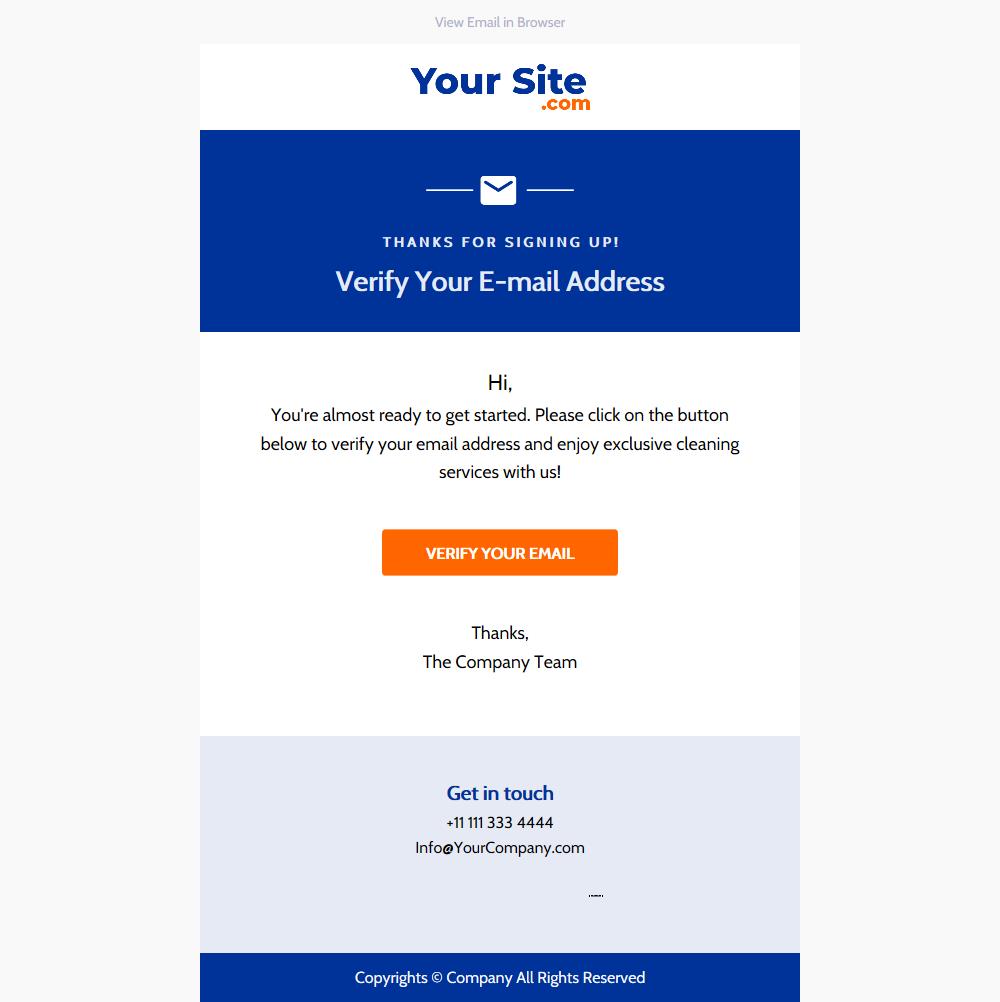 View Email in Browser
Your Site
.com
THANKS FOR SIGNING UP!
Verify Your E-mail Address
Hi,
You're almost ready to get started. Please click on the button
below to verify your email address and enjoy exclusive cleaning
services with us!
VERIFY YOUR EMAIL
Thanks,
The Company Team
Get in touch
+11 111 333 4444
Info@YourCompany.com
Copyrights © Company All Rights Reserved